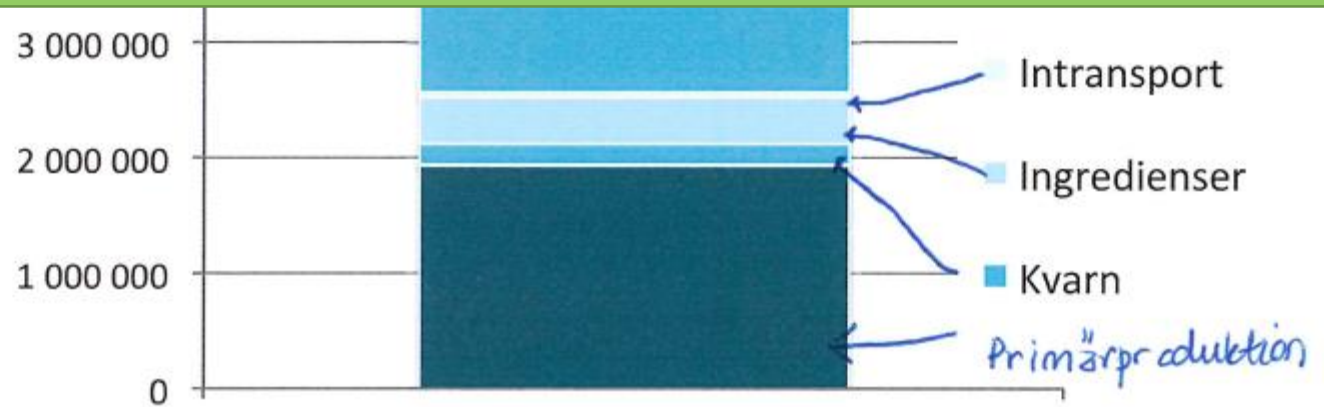 3 000 000
Intransport
2 000 000
Ingredienser
1 000 000
Kvarn
Primärproduktion
0